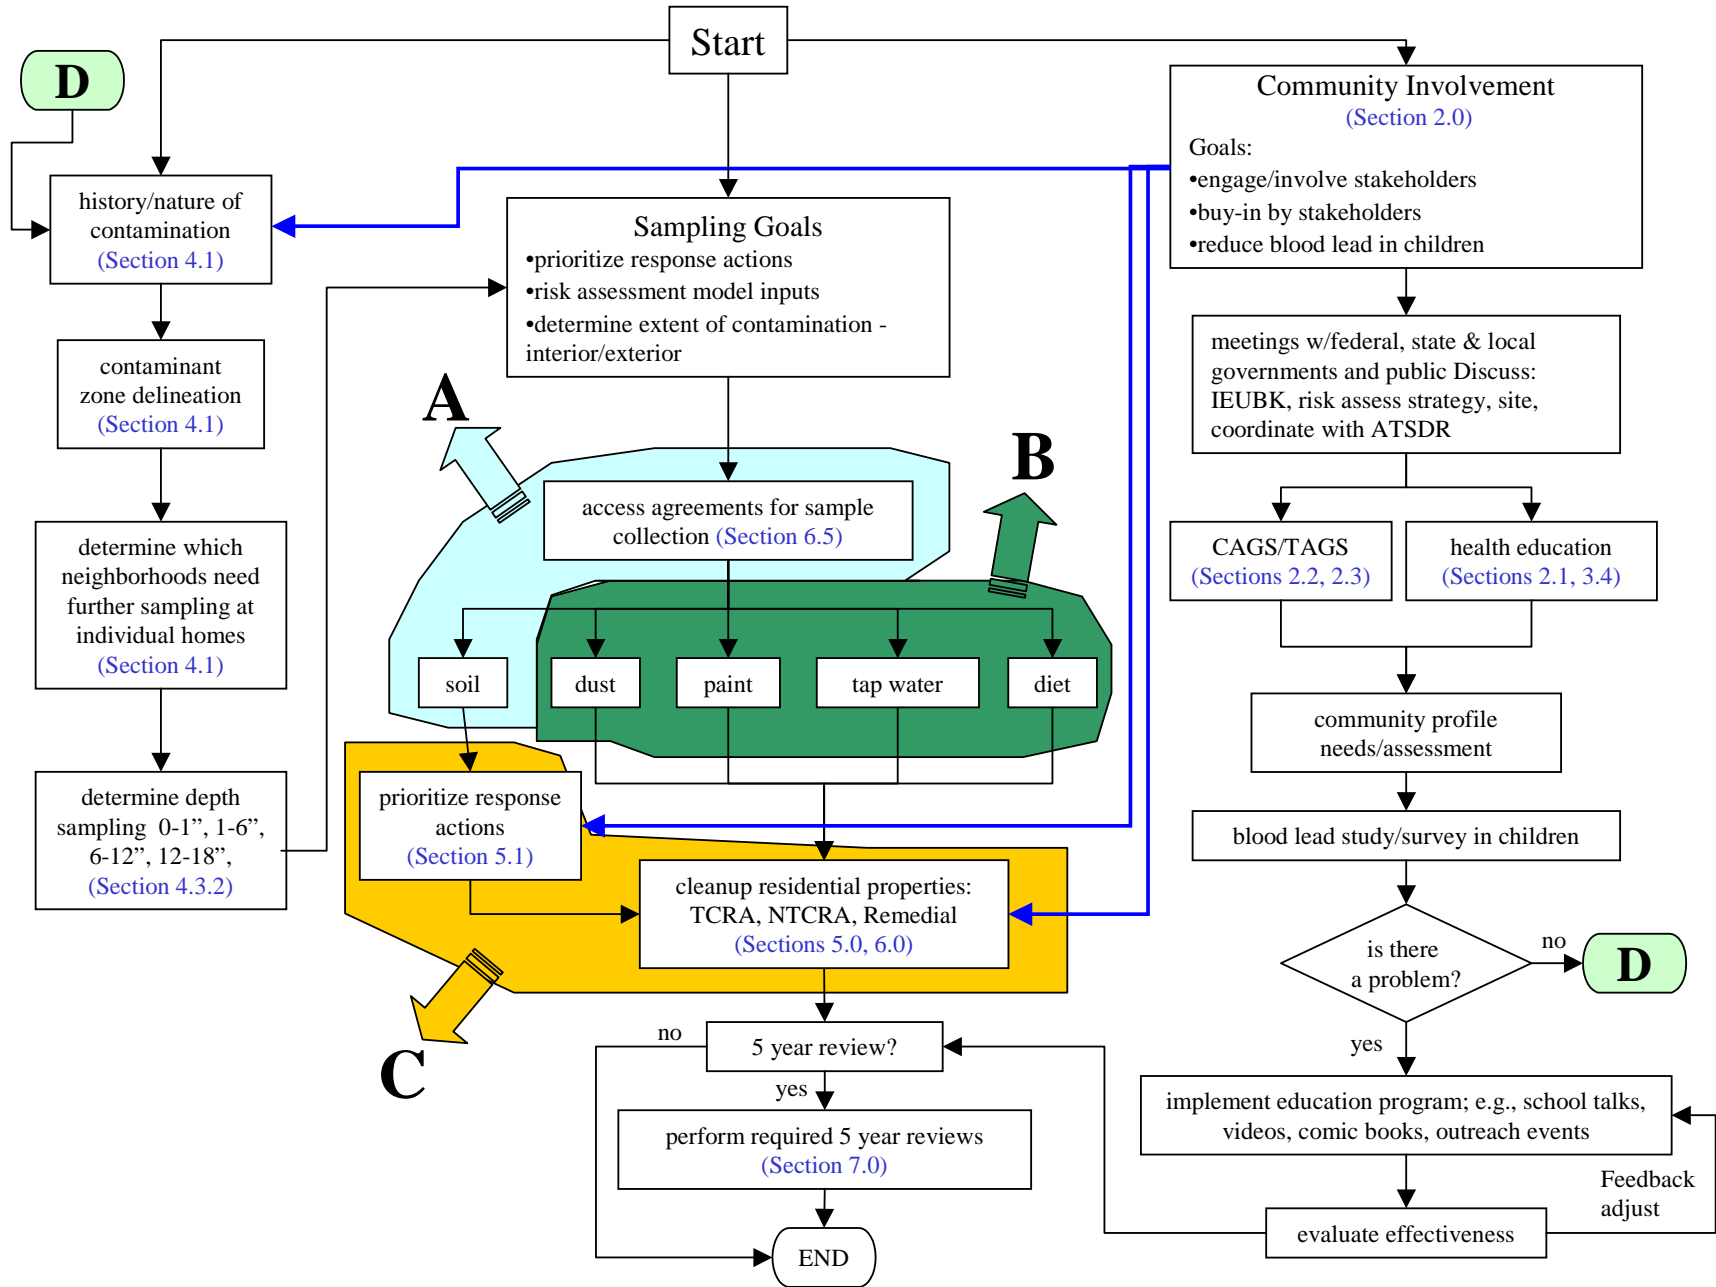 Start
D
Community Involvement
(Section 2.0)
Goals:
•engage/involve stakeholders
•buy-in by stakeholders
•reduce blood lead in children
history/nature of
contamination
(Section 4.1)
Sampling Goals
•prioritize response actions
•risk assessment model inputs
•determine extent of contamination -
interior/exterior
contaminant
zone delineation
(Section 4.1)
meetings w/federal, state & local
governments and public Discuss:
IEUBK, risk assess strategy, site,
coordinate with ATSDR
A
B
access agreements for sample
collection (Section 6.5)
determine which
neighborhoods need
further sampling at
individual homes
(Section 4.1)
CAGS/TAGS
(Sections 2.2, 2.3)
health education
(Sections 2.1, 3.4)
soil
dust
paint
tap water
diet
community profile
needs/assessment
determine depth
sampling 0-1”, 1-6”,
6-12”, 12-18”,
(Section 4.3.2)
prioritize response
actions
(Section 5.1)
blood lead study/survey in children
cleanup residential properties:
TCRA, NTCRA, Remedial
(Sections 5.0, 6.0)
is there
a problem?
no
D
C
no
5 year review?
yes
yes
perform required 5 year reviews
(Section 7.0)
implement education program; e.g., school talks,
videos, comic books, outreach events
Feedback
adjust
evaluate effectiveness
END